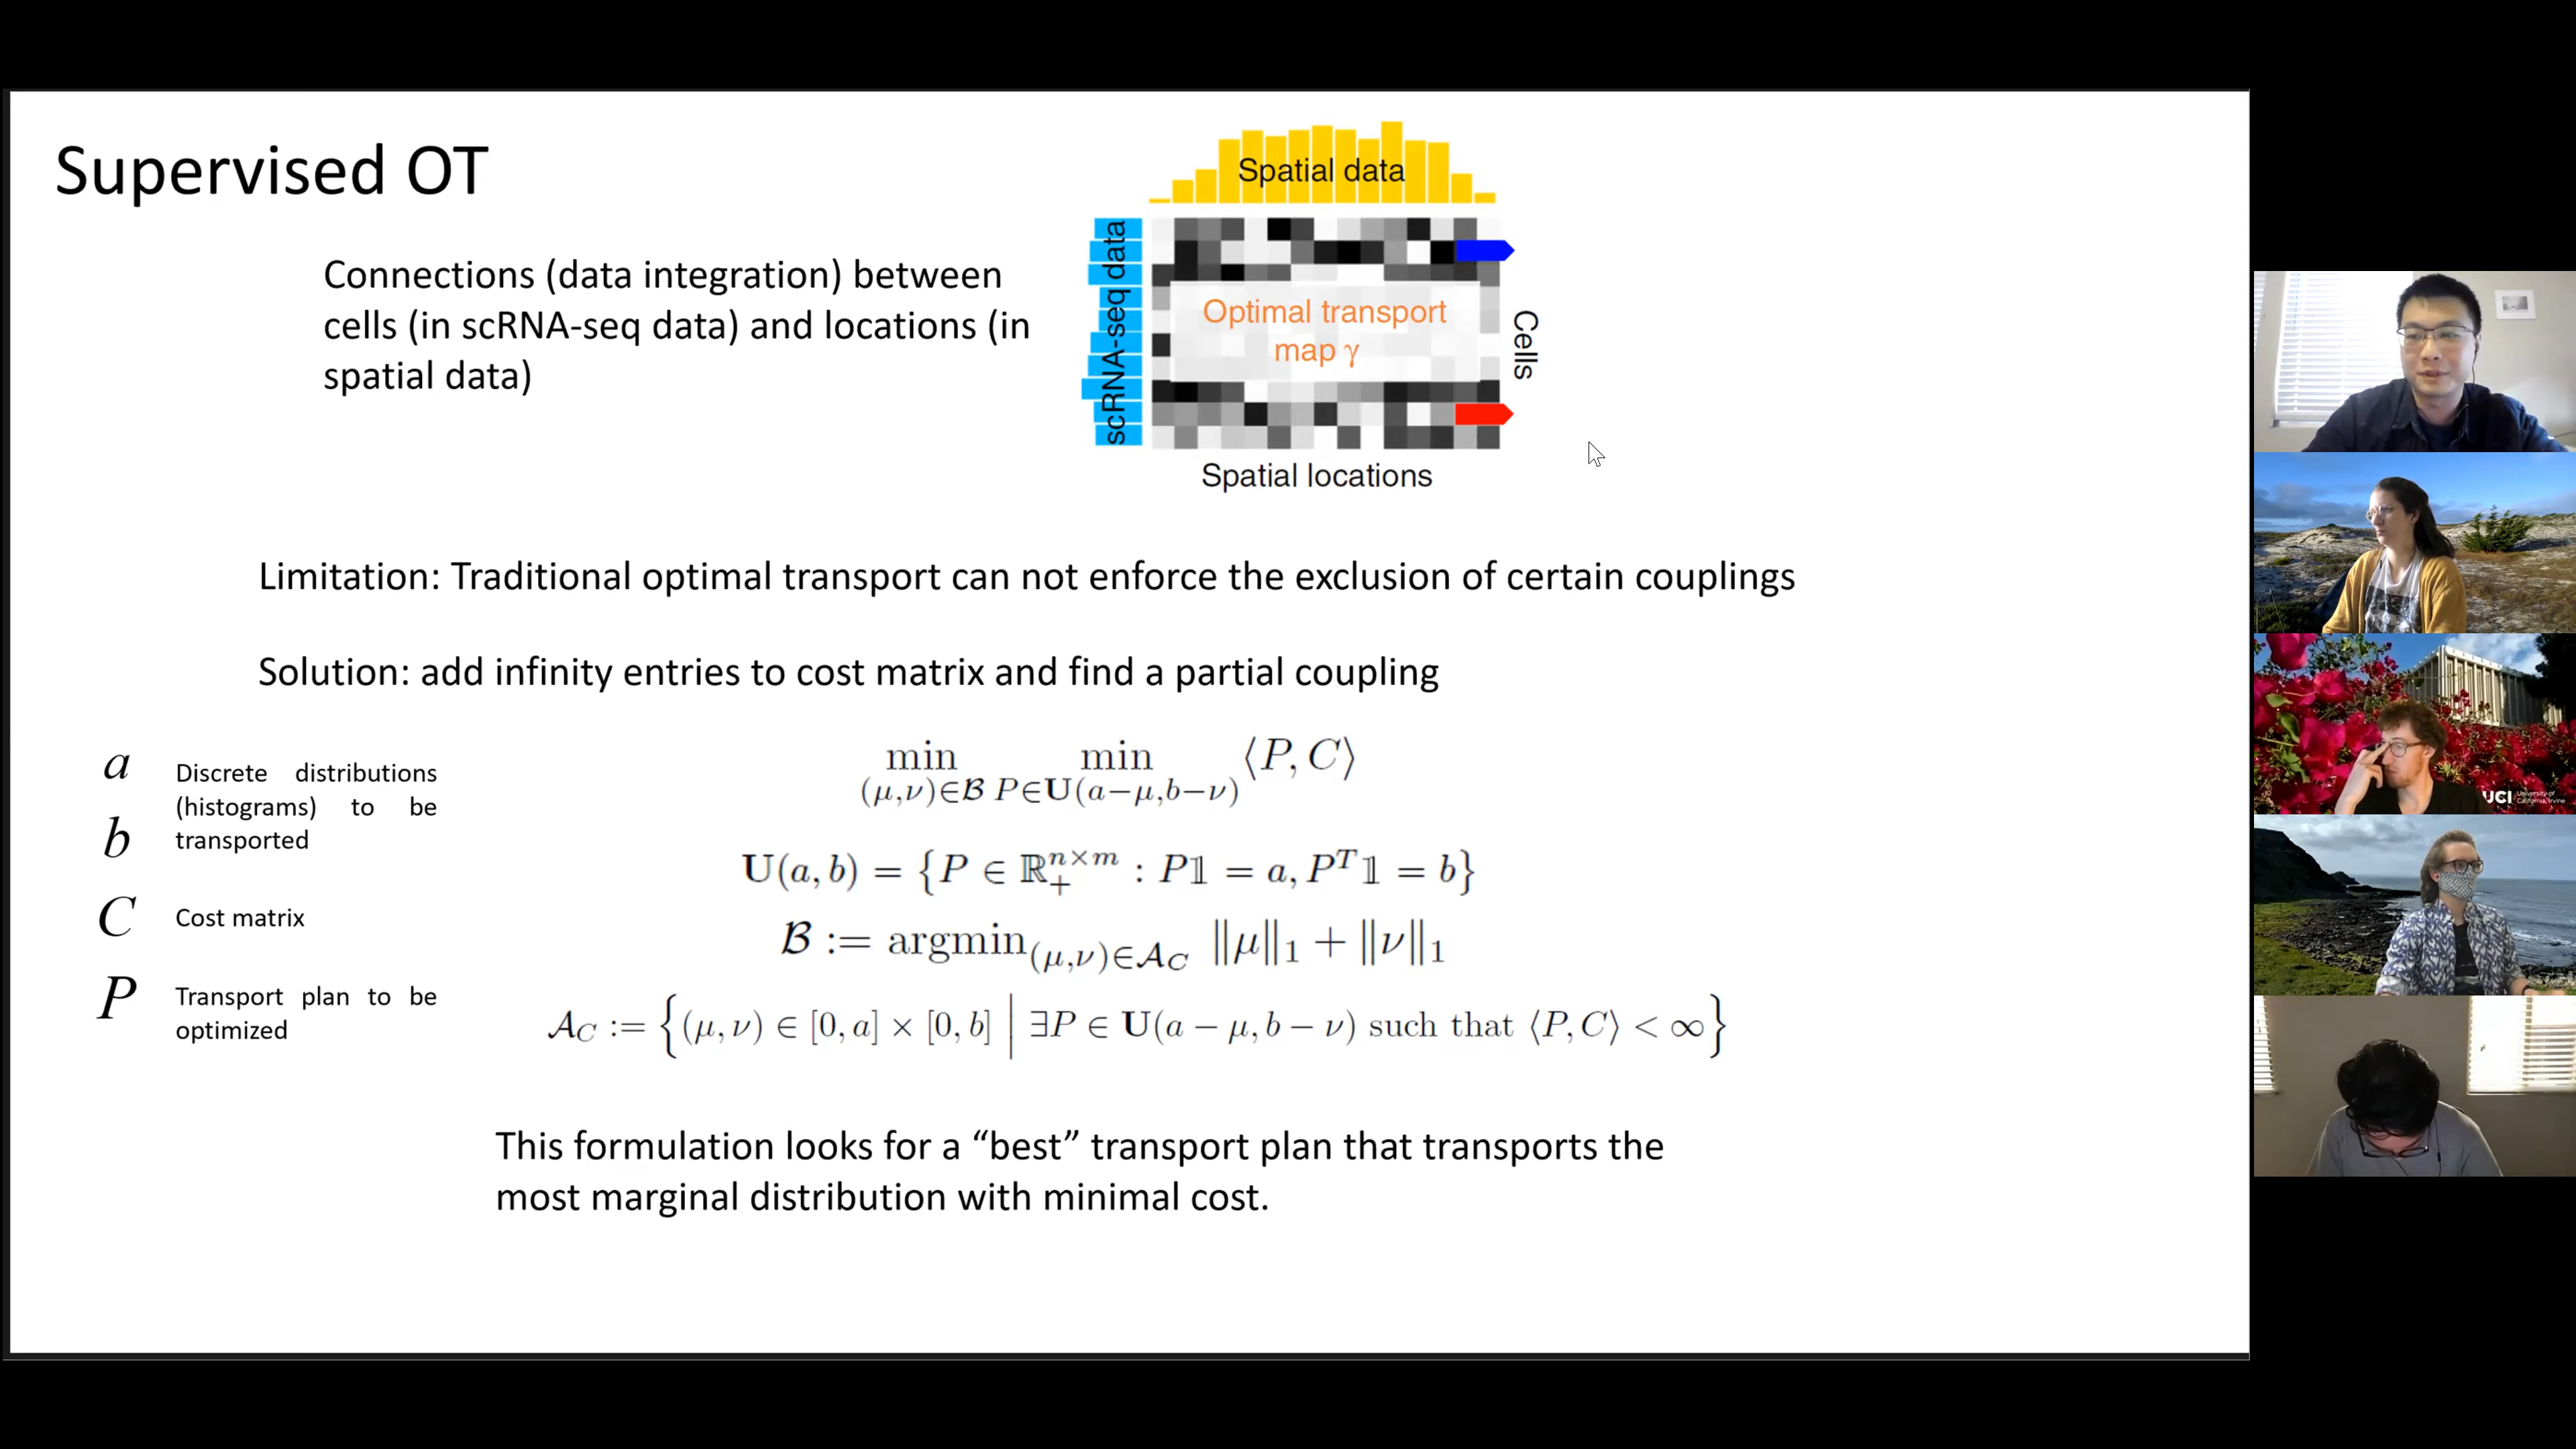 Supervised OT
Connections (data integration) between
cells (in scRNA-seq data) and locations (in
spatial data)
Spatial data
scRNA-seq data
Optimal transport
map γ
Cells
Spatial locations
Limitation: Traditional optimal transport can not enforce the exclusion of certain couplings
Solution: add infinity entries to cost matrix and find a partial coupling
a
b
Discrete distributions
(histograms) to be
transported
C Cost matrix
P Transport plan to be
optimized
min min ⟨P, C⟩
(μ,ν)∈ℬ P∈U(a−μ,b−ν)
U(a, b) = {P ∈ ℝ₊ⁿˣᵐ : P𝟙 = a, Pᵀ𝟙 = b}
ℬ := argmin₍μ,ν₎∈𝒜_C ‖μ‖₁ + ‖ν‖₁
𝒜_C := {(μ, ν) ∈ [0, a] × [0, b] | ∃P ∈ U(a − μ, b − ν) such that ⟨P, C⟩ < ∞}
This formulation looks for a “best” transport plan that transports the
most marginal distribution with minimal cost.
UCI University of
California, Irvine